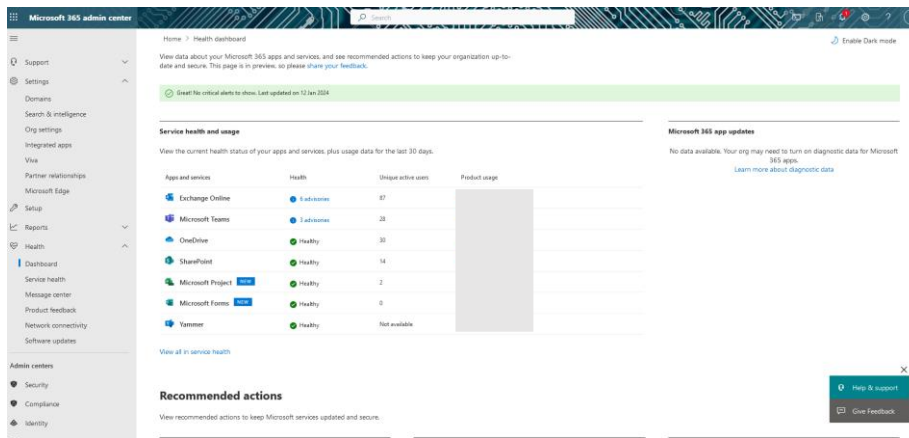 Microsoft 365 admin center
Search
?
Home > Health dashboard
Enable Dark mode
View data about your Microsoft 365 apps and services, and see recommended actions to keep your organization up-to-
date and secure. This page is in preview, so please share your feedback.
Great! No critical alerts to show. Last updated on 12 Jan 2024
Support
Settings
Domains
Search & intelligence
Org settings
Integrated apps
Viva
Partner relationships
Microsoft Edge
Setup
Reports
Health
Dashboard
Service health
Message center
Product feedback
Network connectivity
Software updates
Admin centers
Security
Compliance
Identity
Service health and usage
View the current health status of your apps and services, plus usage data for the last 30 days.
Apps and services Health Unique active users Product usage
Exchange Online advisories 87
Microsoft Teams advisories 28
OneDrive Healthy 30
SharePoint Healthy 14
Microsoft Project NEW Healthy 2
Microsoft Forms NEW Healthy 0
Yammer Healthy Not available
View all in service health
Microsoft 365 app updates
No data available. Your org may need to turn on diagnostic data for Microsoft
365 apps.
Learn more about diagnostic data
Recommended actions
View recommended actions to keep Microsoft services updated and secure.
Help & support
Give Feedback